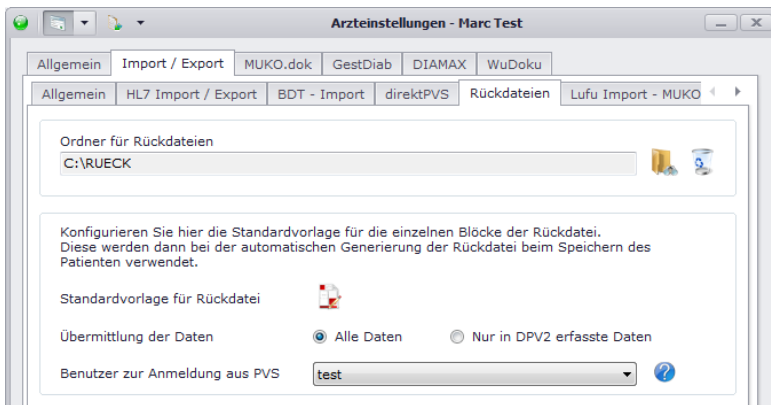 Arzteinstellungen - Marc Test
Allgemein Import / Export MUKO.dok GestDiab DIAMAX WuDoku
Allgemein HL7 Import / Export BDT - Import direktPVS Rückdateien Lufu Import - MUKO
Ordner für Rückdateien
C:\RUECK
Konfigurieren Sie hier die Standardvorlage für die einzelnen Blöcke der Rückdatei.
Diese werden dann bei der automatischen Generierung der Rückdatei beim Speichern des
Patienten verwendet.
Standardvorlage für Rückdatei
Übermittlung der Daten Alle Daten Nur in DPV2 erfasste Daten
Benutzer zur Anmeldung aus PVS test